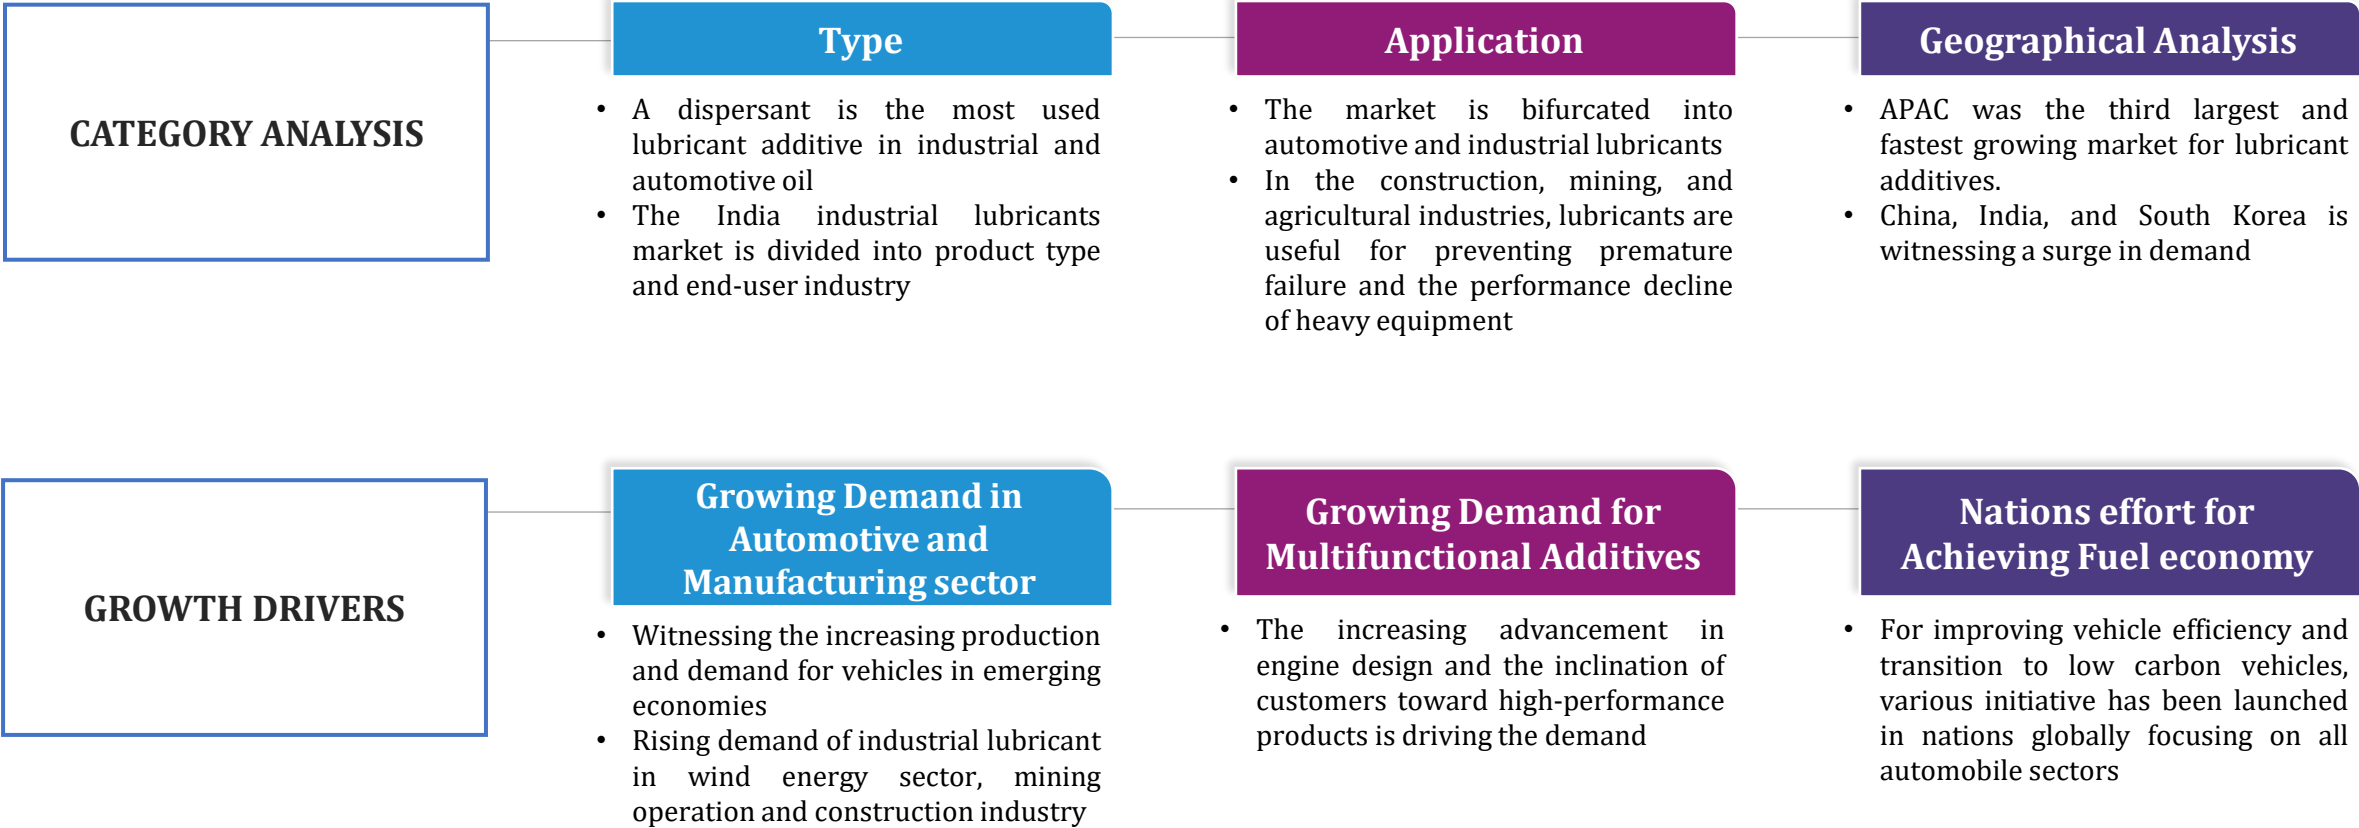 CATEGORY ANALYSIS
Type
• A dispersant is the most used
lubricant additive in industrial and
automotive oil
• The India industrial lubricants
market is divided into product type
and end-user industry
Application
• The market is bifurcated into
automotive and industrial lubricants
• In the construction, mining, and
agricultural industries, lubricants are
useful for preventing premature
failure and the performance decline
of heavy equipment
Geographical Analysis
• APAC was the third largest and
fastest growing market for lubricant
additives.
• China, India, and South Korea is
witnessing a surge in demand
GROWTH DRIVERS
Growing Demand in
Automotive and
Manufacturing sector
• Witnessing the increasing production
and demand for vehicles in emerging
economies
• Rising demand of industrial lubricant
in wind energy sector, mining
operation and construction industry
Growing Demand for
Multifunctional Additives
• The increasing advancement in
engine design and the inclination of
customers toward high-performance
products is driving the demand
Nations effort for
Achieving Fuel economy
• For improving vehicle efficiency and
transition to low carbon vehicles,
various initiative has been launched
in nations globally focusing on all
automobile sectors